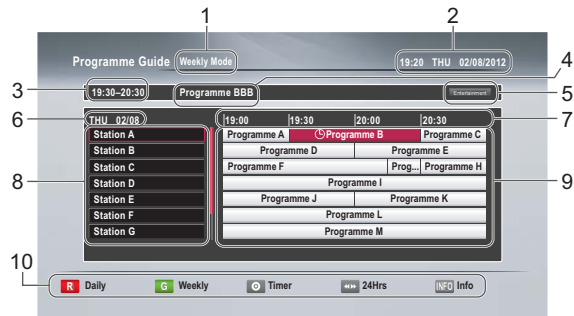 1
2
Programme Guide Weekly Mode 19:20 THU 02/08/2012
4
3
19:30–20:30 Programme BBB Entertainment
5
6
THU 02/08 19:00 19:30 20:00 20:30
7
Station A Programme A Programme B Programme C
Station B Programme D Programme E
Station C Programme F Prog... Programme H
8
Station D Programme I
9
Station E Programme J Programme K
Station F Programme L
Station G Programme M
10
R Daily G Weekly Timer 24Hrs INFO Info